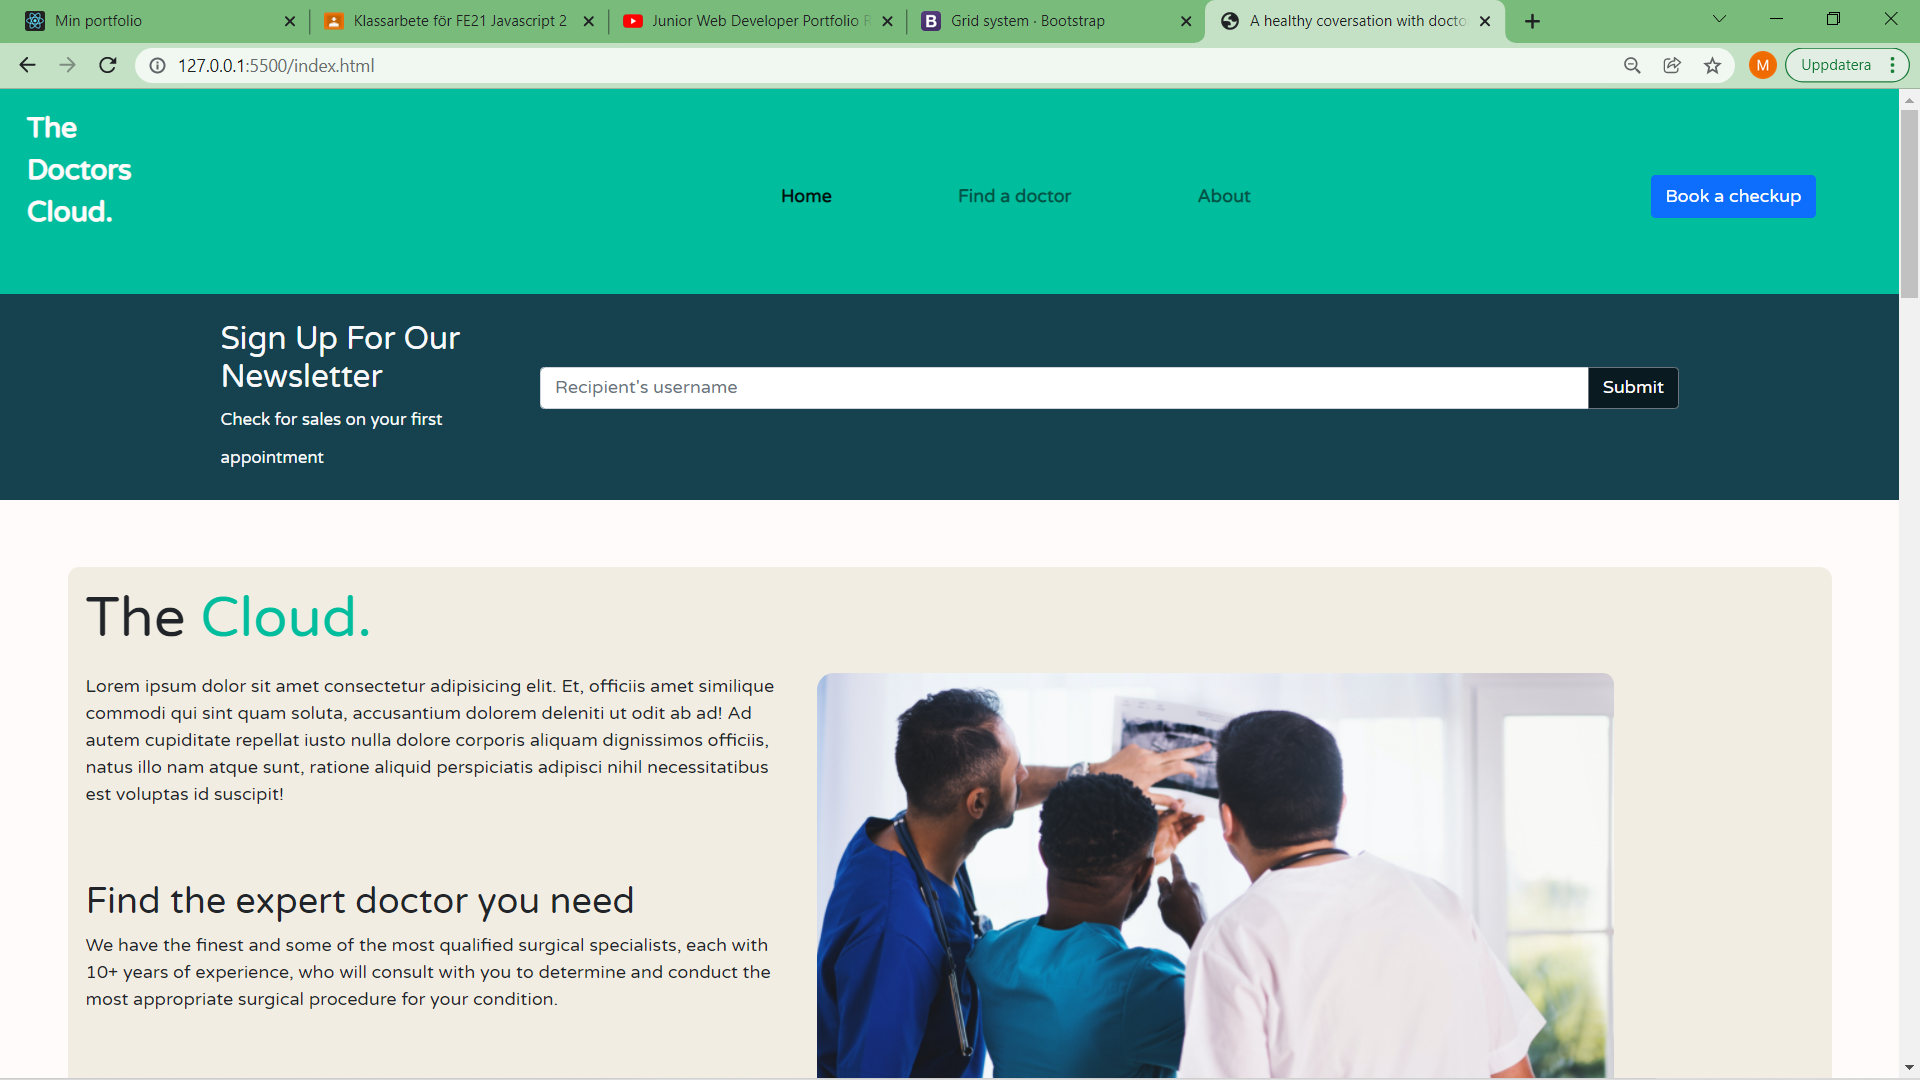 Min portfolio
Klassarbete för FE21 Javascript 2
Junior Web Developer Portfolio R
Grid system · Bootstrap
A healthy coversation with docto
127.0.0.1:5500/index.html
M
Uppdatera
The
Doctors
Cloud.
Home
Find a doctor
About
Book a checkup
Sign Up For Our
Newsletter
Check for sales on your first
appointment
Recipient's username
Submit
The Cloud.
Lorem ipsum dolor sit amet consectetur adipisicing elit. Et, officiis amet similique
commodi qui sint quam soluta, accusantium dolorem deleniti ut odit ab ad! Ad
autem cupiditate repellat iusto nulla dolore corporis aliquam dignissimos officiis,
natus illo nam atque sunt, ratione aliquid perspiciatis adipisci nihil necessitatibus
est voluptas id suscipit!
Find the expert doctor you need
We have the finest and some of the most qualified surgical specialists, each with
10+ years of experience, who will consult with you to determine and conduct the
most appropriate surgical procedure for your condition.